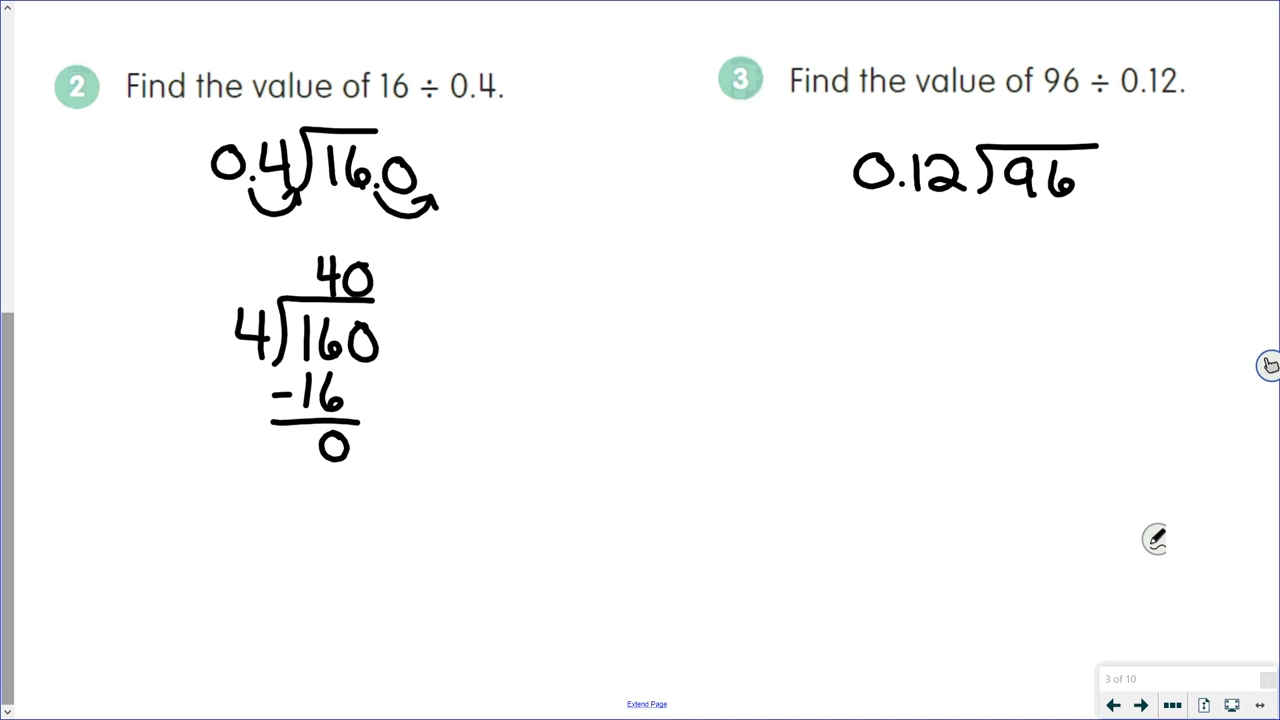 2 Find the value of 16 ÷ 0.4.
0.4)16.0
40
4)160
-16
0
3 Find the value of 96 ÷ 0.12.
0.12)96
3 of 10
Extend Page